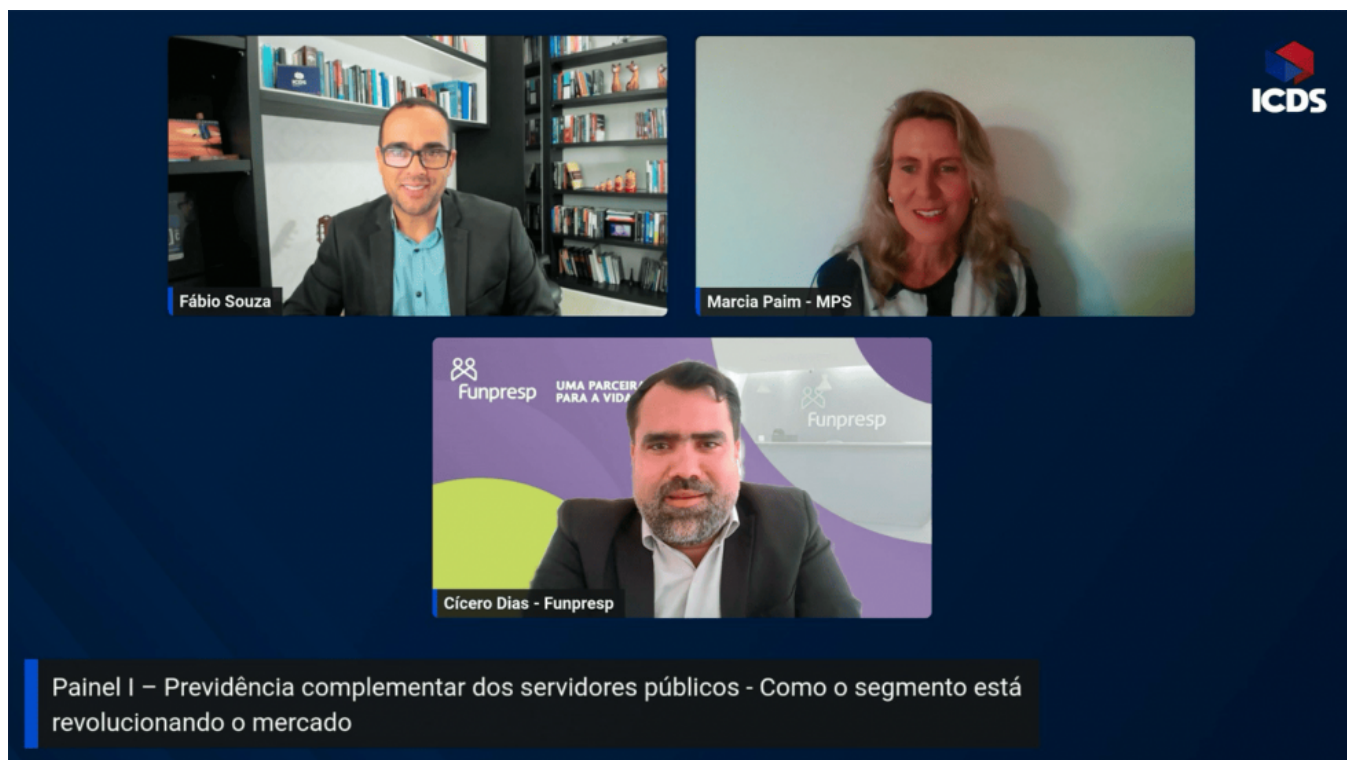 ICDS
ICDS
Fábio Souza
Marcia Paim - MPS
Funpresp
UMA PARCEIR
PARA A VIDA
Funpresp
Cícero Dias - Funpresp
Painel I – Previdência complementar dos servidores públicos - Como o segmento está
revolucionando o mercado